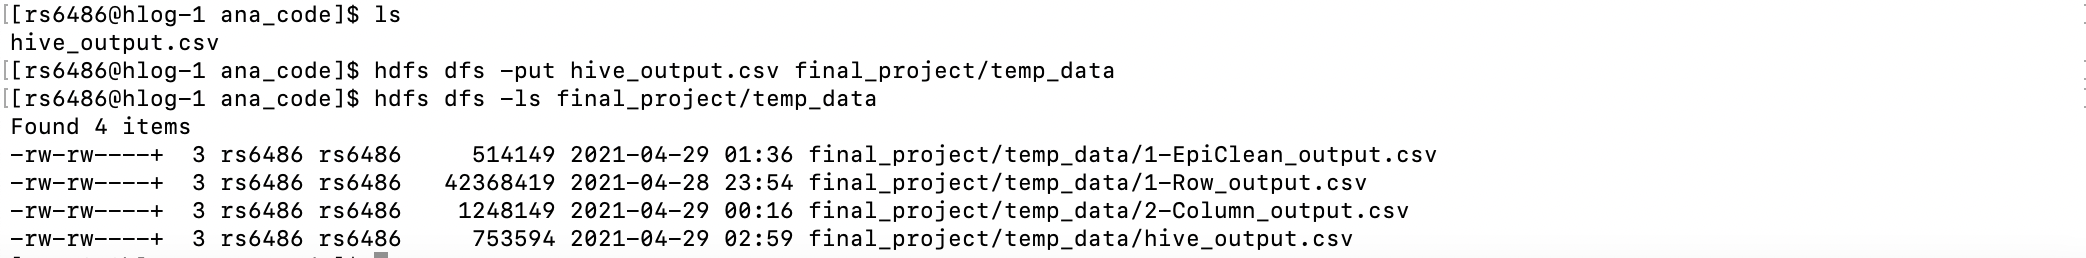 [[rs6486@hlog-1 ana_code]$ ls
hive_output.csv
[[rs6486@hlog-1 ana_code]$ hdfs dfs -put hive_output.csv final_project/temp_data
[[rs6486@hlog-1 ana_code]$ hdfs dfs -ls final_project/temp_data
Found 4 items
-rw-rw----+  3 rs6486 rs6486     514149 2021-04-29 01:36 final_project/temp_data/1-EpiClean_output.csv
-rw-rw----+  3 rs6486 rs6486   42368419 2021-04-28 23:54 final_project/temp_data/1-Row_output.csv
-rw-rw----+  3 rs6486 rs6486    1248149 2021-04-29 00:16 final_project/temp_data/2-Column_output.csv
-rw-rw----+  3 rs6486 rs6486     753594 2021-04-29 02:59 final_project/temp_data/hive_output.csv